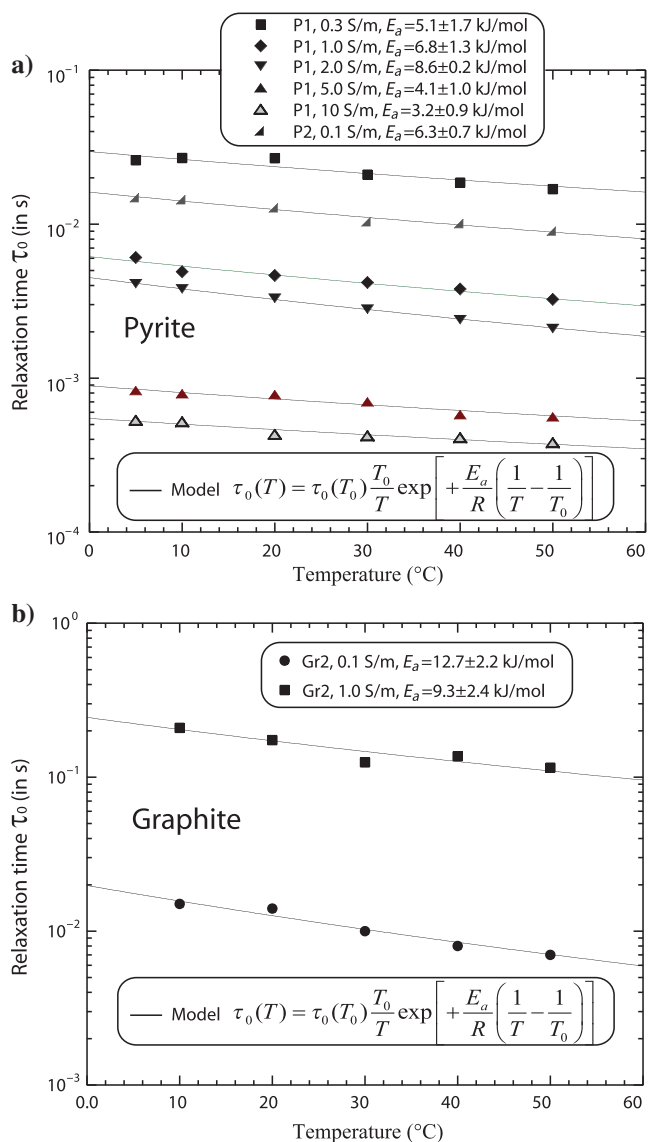 a)
P1, 0.3 S/m, Eₐ=5.1±1.7 kJ/mol
P1, 1.0 S/m, Eₐ=6.8±1.3 kJ/mol
P1, 2.0 S/m, Eₐ=8.6±0.2 kJ/mol
P1, 5.0 S/m, Eₐ=4.1±1.0 kJ/mol
P1, 10 S/m, Eₐ=3.2±0.9 kJ/mol
P2, 0.1 S/m, Eₐ=6.3±0.7 kJ/mol
10⁻¹
10⁻²
10⁻³
10⁻⁴
Relaxation time τ₀ (in s)
Pyrite
Model τ₀(T) = τ₀(T₀) T₀/T exp[+Eₐ/R (1/T − 1/T₀)]
0 10 20 30 40 50 60
Temperature (°C)
b)
Gr2, 0.1 S/m, Eₐ=12.7±2.2 kJ/mol
Gr2, 1.0 S/m, Eₐ=9.3±2.4 kJ/mol
10⁰
10⁻¹
10⁻²
10⁻³
Relaxation time τ₀ (in s)
Graphite
Model τ₀(T) = τ₀(T₀) T₀/T exp[+Eₐ/R (1/T − 1/T₀)]
0.0 10 20 30 40 50 60
Temperature (°C)